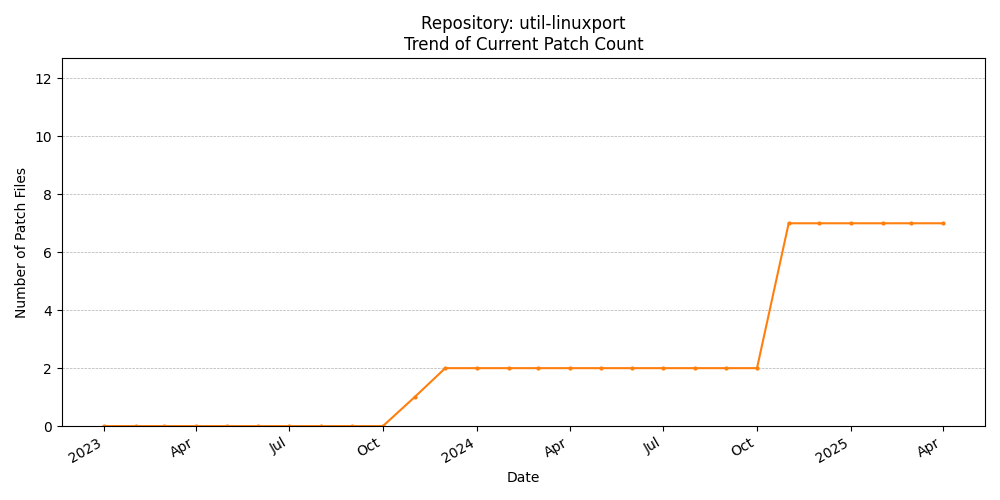 Repository: util-linuxport
Trend of Current Patch Count
Number of Patch Files
12
10
8
6
4
2
0
2023 Apr Jul Oct 2024 Apr Jul Oct 2025 Apr
Date